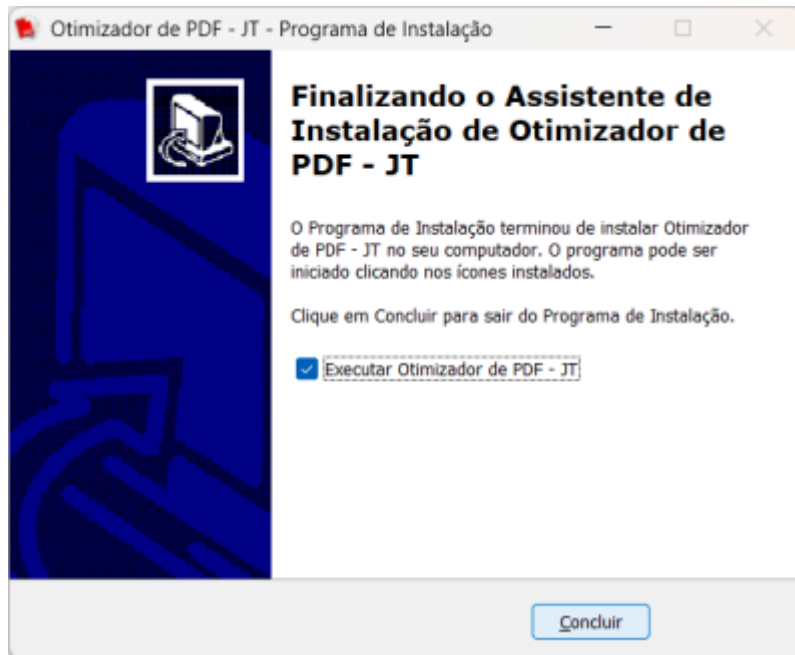 Otimizador de PDF - JT - Programa de Instalação
Finalizando o Assistente de
Instalação de Otimizador de
PDF - JT
O Programa de Instalação terminou de instalar Otimizador
de PDF - JT no seu computador. O programa pode ser
iniciado clicando nos ícones instalados.
Clique em Concluir para sair do Programa de Instalação.
Executar Otimizador de PDF - JT
Concluir